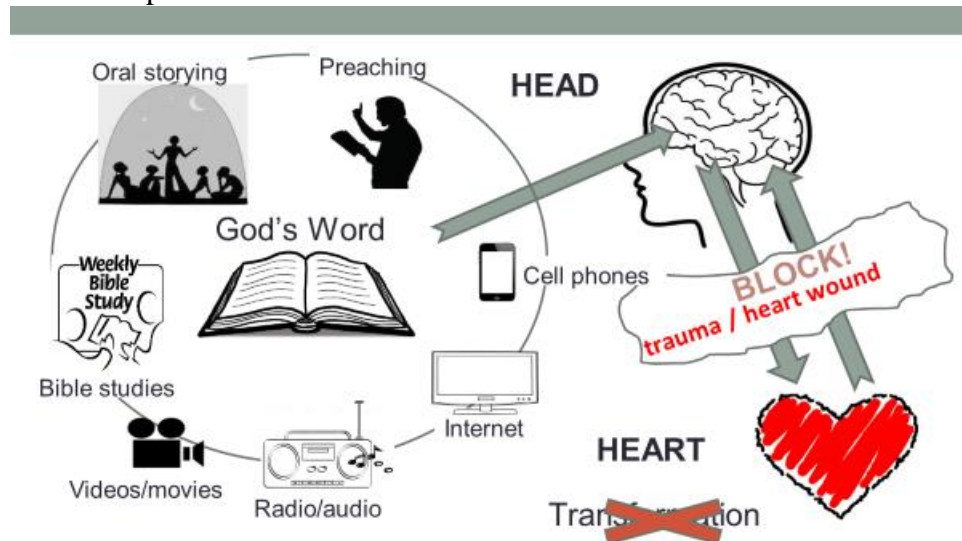 Oral storying
Preaching
HEAD
God's Word
Weekly
Bible
Study
Cell phones
BLOCK!
trauma / heart wound
Bible studies
Internet
HEART
Videos/movies
Radio/audio
Transformation